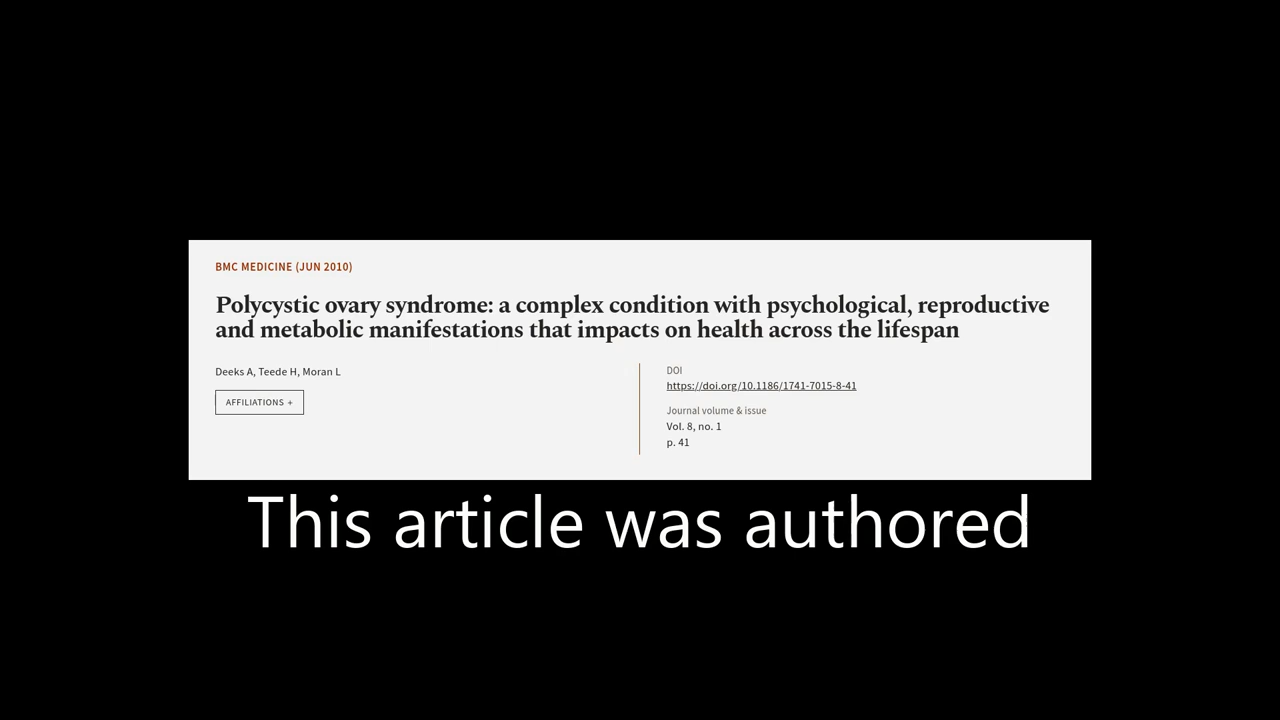 BMC MEDICINE (JUN 2010)
Polycystic ovary syndrome: a complex condition with psychological, reproductive
and metabolic manifestations that impacts on health across the lifespan
Deeks A, Teede H, Moran L
AFFILIATIONS +
DOI
https://doi.org/10.1186/1741-7015-8-41
Journal volume & issue
Vol. 8, no. 1
p. 41
This article was authored